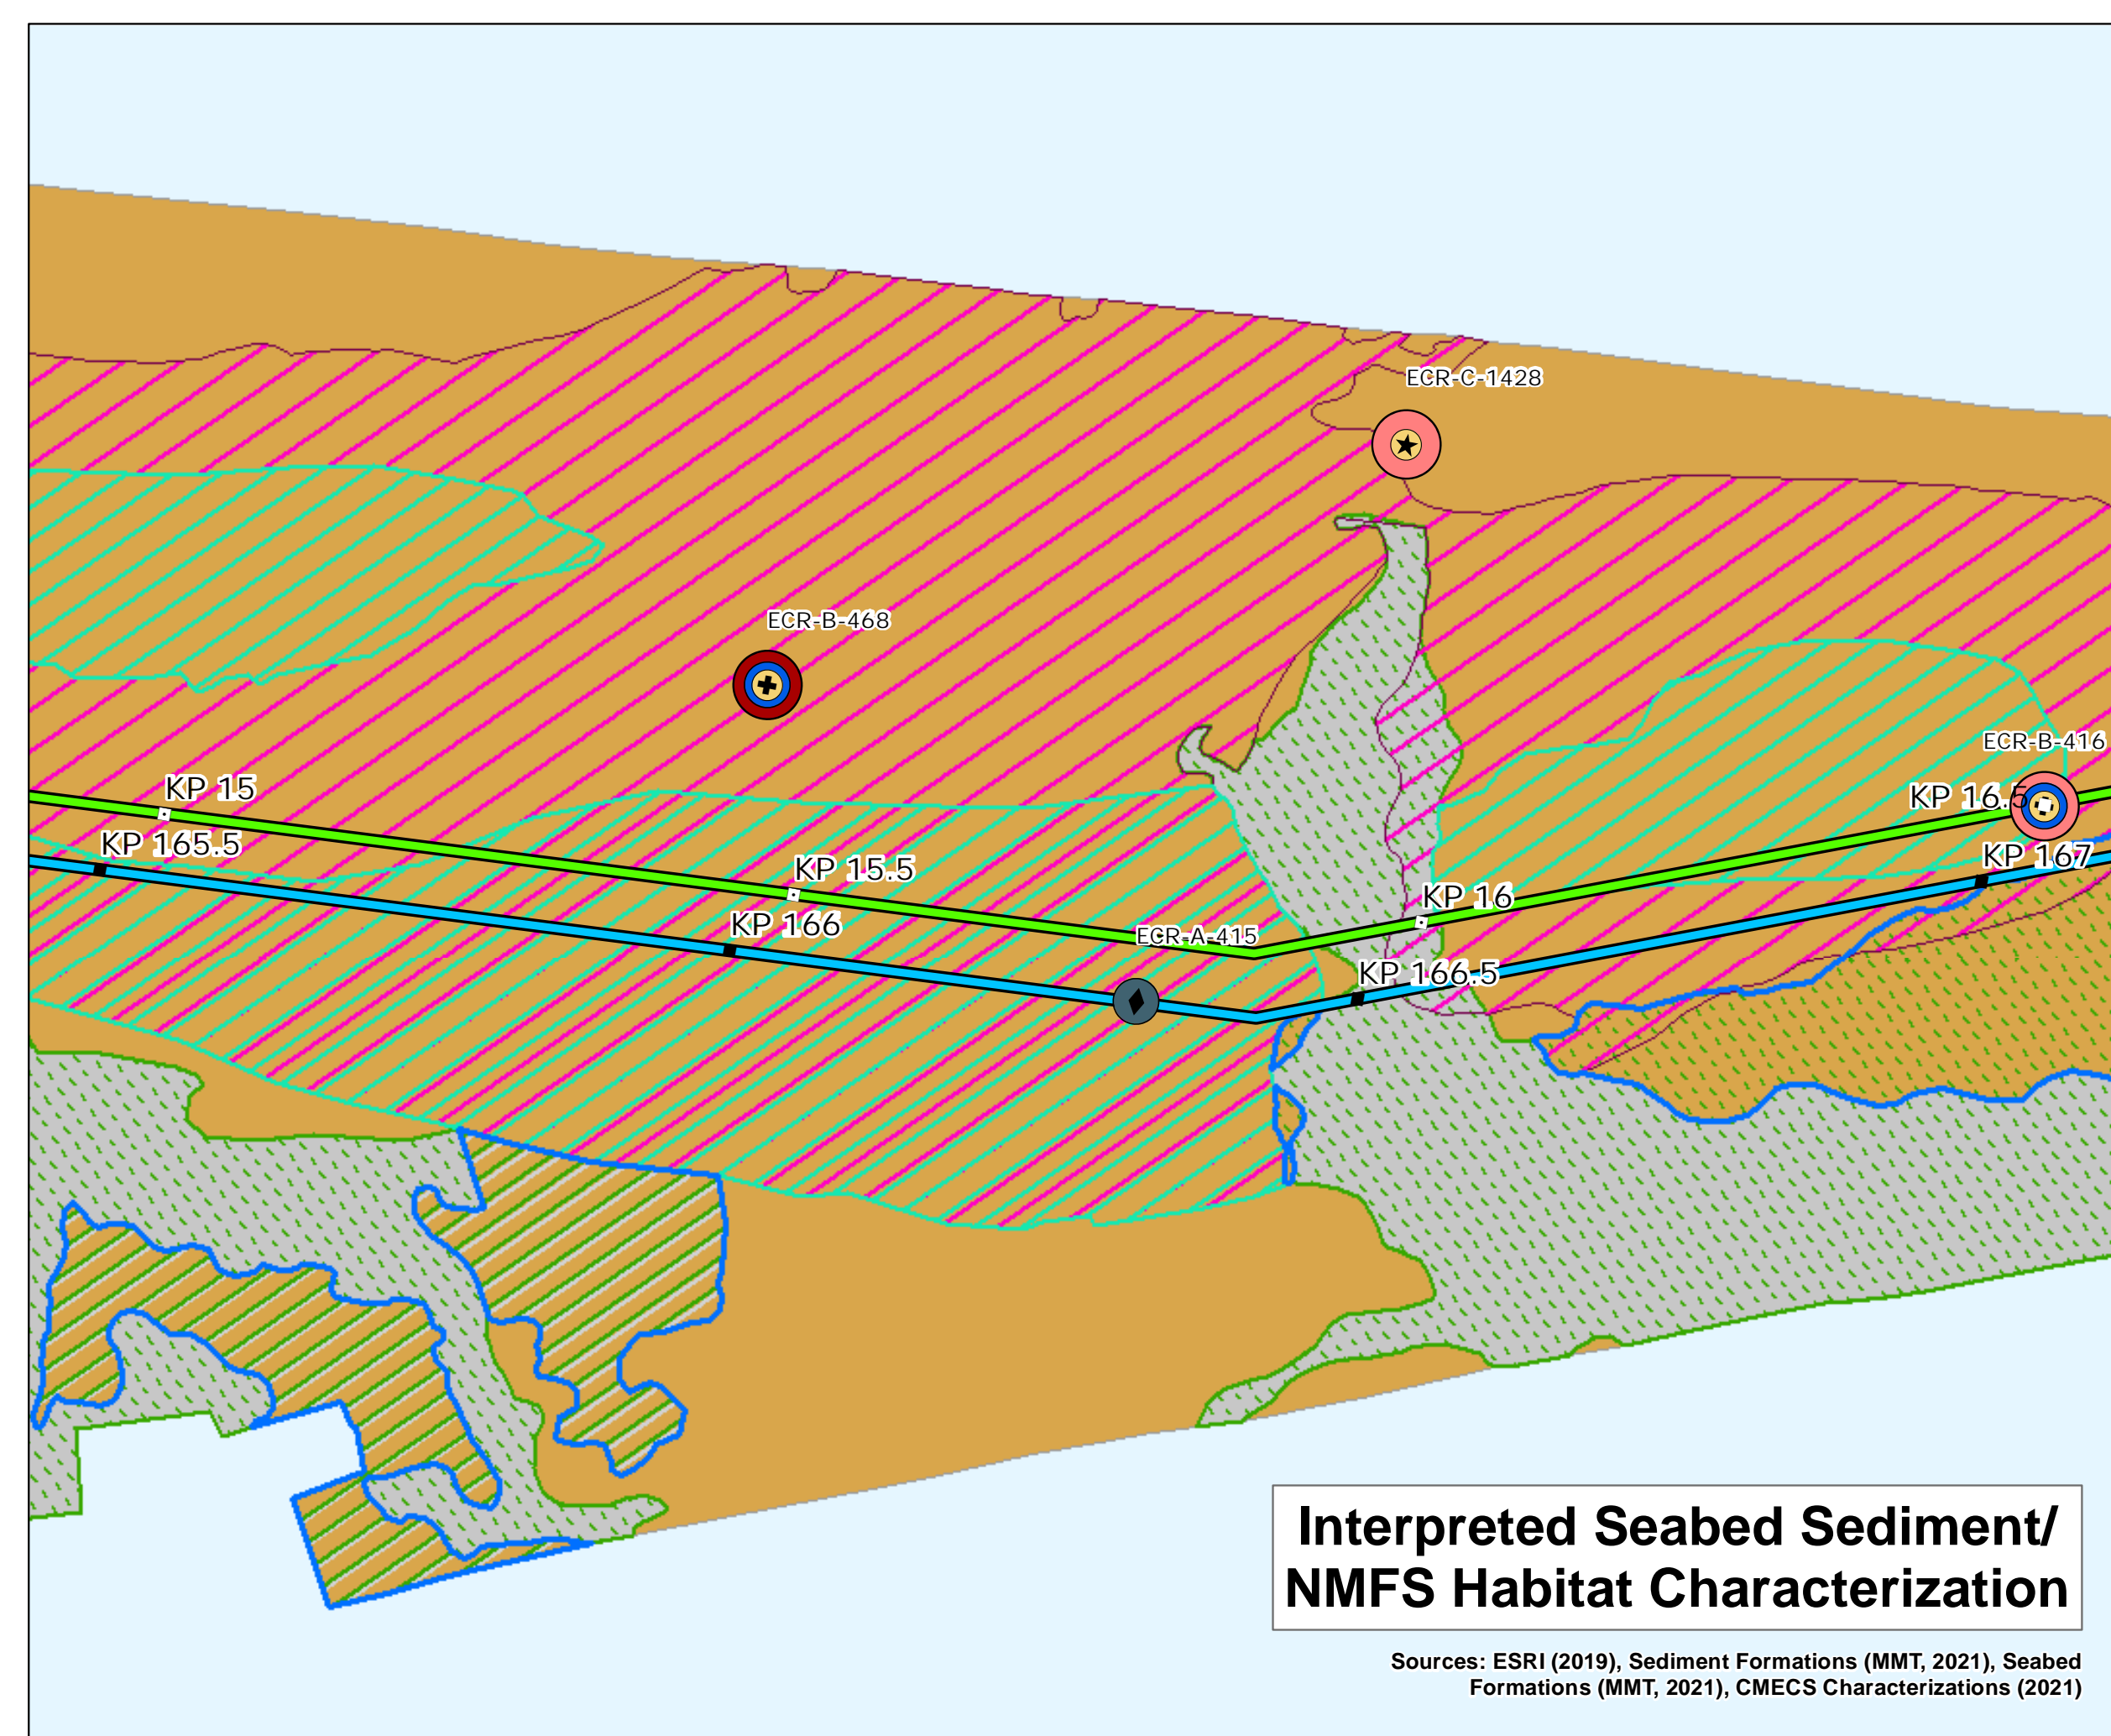 ECR-C-1428
ECR-B-468
ECR-B-416
KP 15
KP 16.5
KP 165.5
KP 15.5
KP 167
KP 16
KP 166
ECR-A-415
KP 166.5
Interpreted Seabed Sediment/
NMFS Habitat Characterization
Sources: ESRI (2019), Sediment Formations (MMT, 2021), Seabed
Formations (MMT, 2021), CMECS Characterizations (2021)